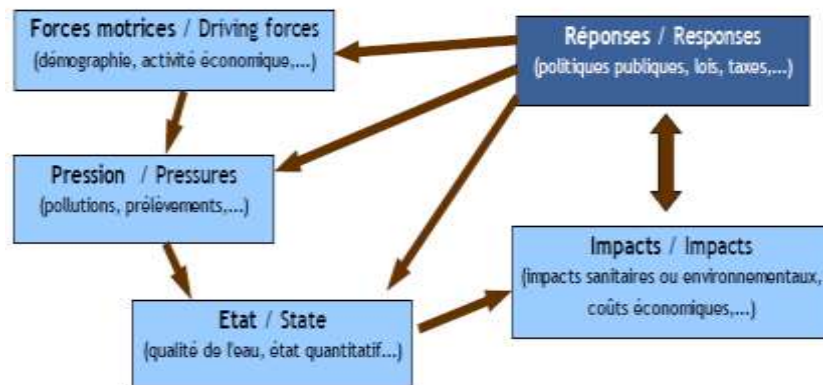 Forces motrices / Driving forces
(démographie, activité économique,...)
Réponses / Responses
(politiques publiques, lois, taxes,...)
Pression / Pressures
(pollutions, prélèvements,...)
Impacts / Impacts
(impacts sanitaires ou environnementaux,
coûts économiques,...)
Etat / State
(qualité de l'eau, état quantitatif...)